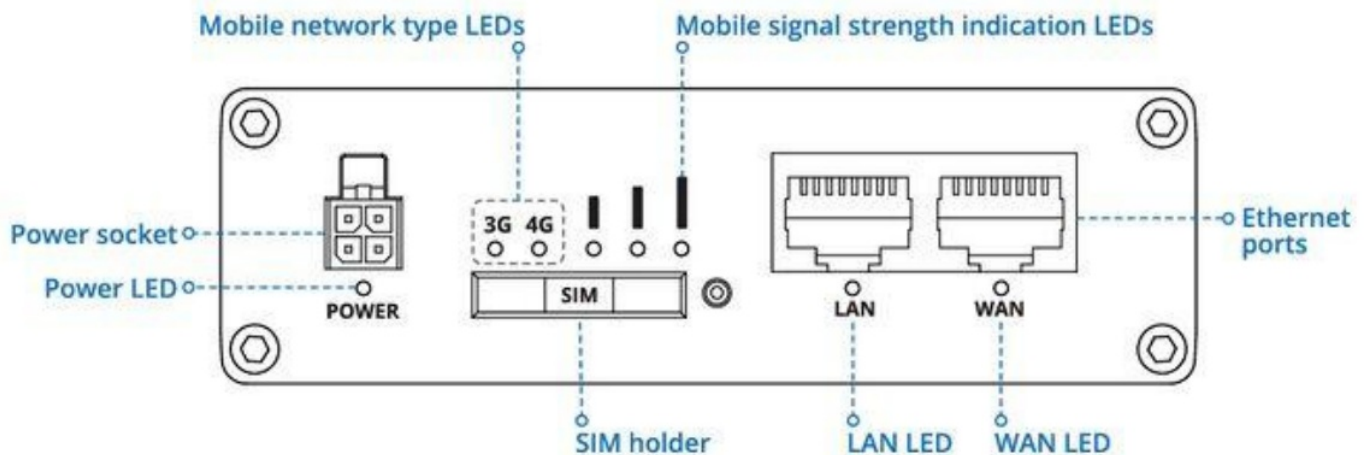 Mobile network type LEDs
Mobile signal strength indication LEDs
3G 4G
Power socket
Ethernet
ports
Power LED
POWER
SIM
LAN
WAN
SIM holder
LAN LED
WAN LED